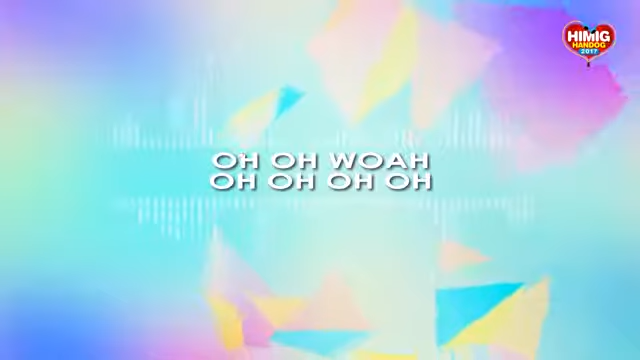 HIMIG
HANDOG
2017
OH OH WOAH
OH OH OH OH